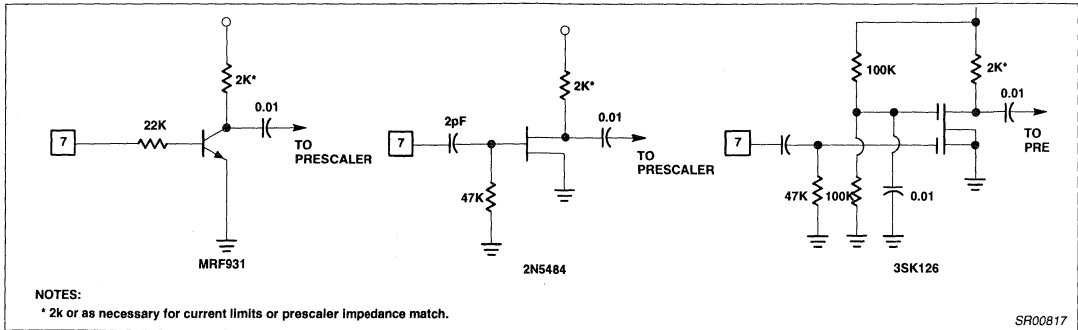 2K*
0.01
22K
7
TO
PRESCALER
MRF931
2K*
2pF
0.01
7
TO
PRESCALER
47K
2N5484
100K
2K*
0.01
7
TO
PRE
47K
100K
0.01
3SK126
NOTES:
* 2k or as necessary for current limits or prescaler impedance match.
SR00817